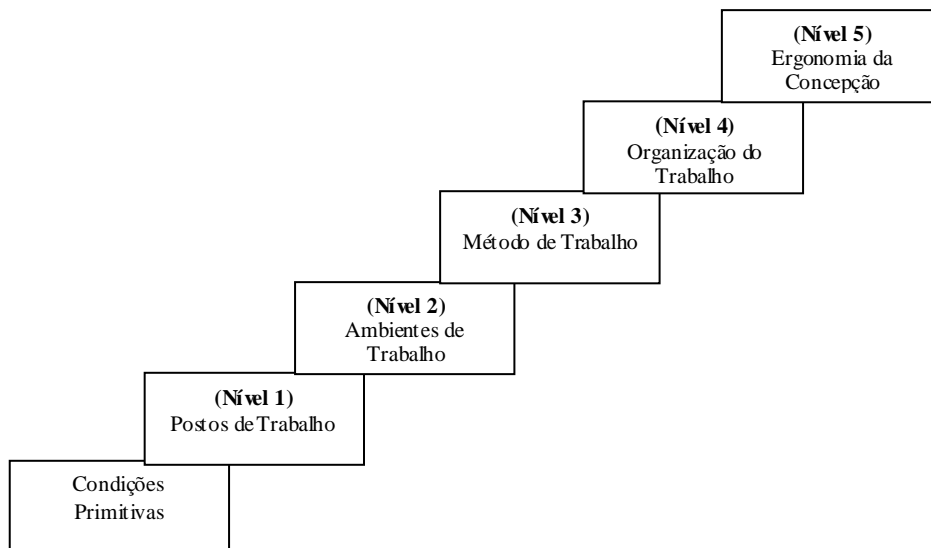 (Nível 5)
Ergonomia da
Concepção
(Nível 4)
Organização do
Trabalho
(Nível 3)
Método de Trabalho
(Nível 2)
Ambientes de
Trabalho
(Nível 1)
Postos de Trabalho
Condições
Primitivas